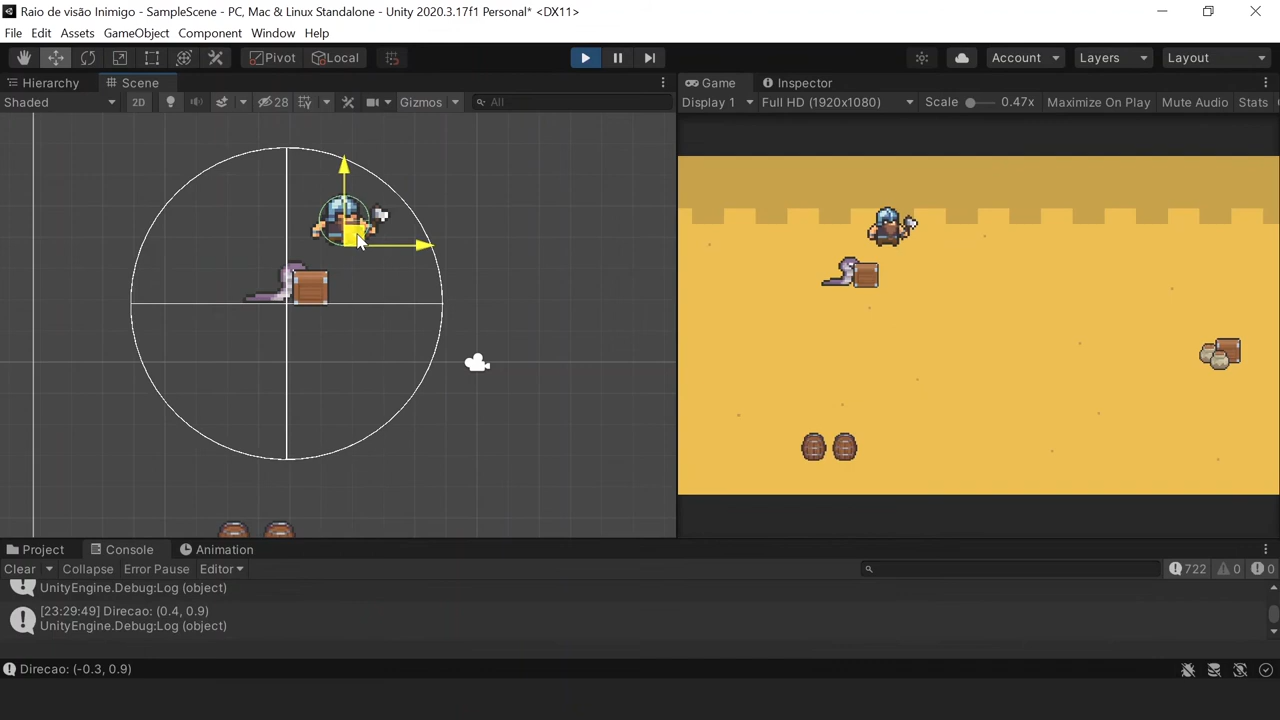 Raio de visão Inimigo - SampleScene - PC, Mac & Linux Standalone - Unity 2020.3.17f1 Personal* <DX11>
File Edit Assets GameObject Component Window Help
Pivot Local Account Layers Layout
Hierarchy Scene Game Inspector
Shaded 2D 28 Gizmos All Display 1 Full HD (1920x1080) Scale 0.47x Maximize On Play Mute Audio Stats
Project Console Animation
Clear Collapse Error Pause Editor 722 0 0
UnityEngine.Debug:Log (object)
[23:29:49] Direcao: (0.4, 0.9)
UnityEngine.Debug:Log (object)
Direcao: (-0.3, 0.9)